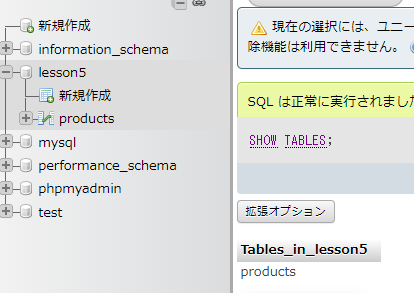 新規作成
information_schema
lesson5
新規作成
products
mysql
performance_schema
phpmyadmin
test
現在の選択には、ユニー
除機能は利用できません。
SQL は正常に実行されました
SHOW TABLES;
拡張オプション
Tables_in_lesson5
products